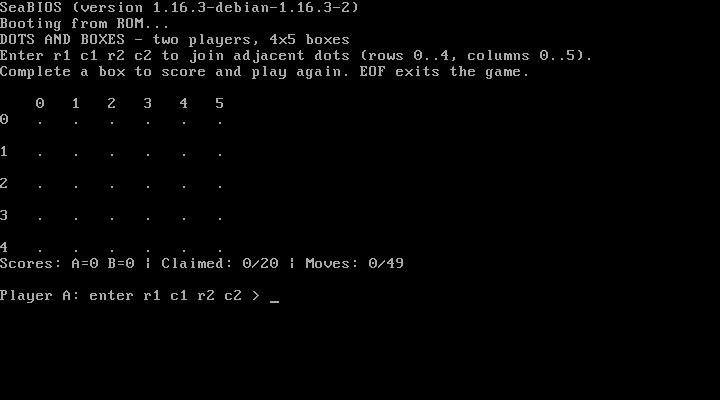 SeaBIOS (version 1.16.3-debian-1.16.3-2)
Booting from ROM...
DOTS AND BOXES - two players, 4x5 boxes
Enter r1 c1 r2 c2 to join adjacent dots (rows 0..4, columns 0..5).
Complete a box to score and play again. EOF exits the game.
0 1 2 3 4 5
0 . . . . . .
1 . . . . . .
2 . . . . . .
3 . . . . . .
4 . . . . . .
Scores: A=0 B=0 | Claimed: 0/20 | Moves: 0/49
Player A: enter r1 c1 r2 c2 > _